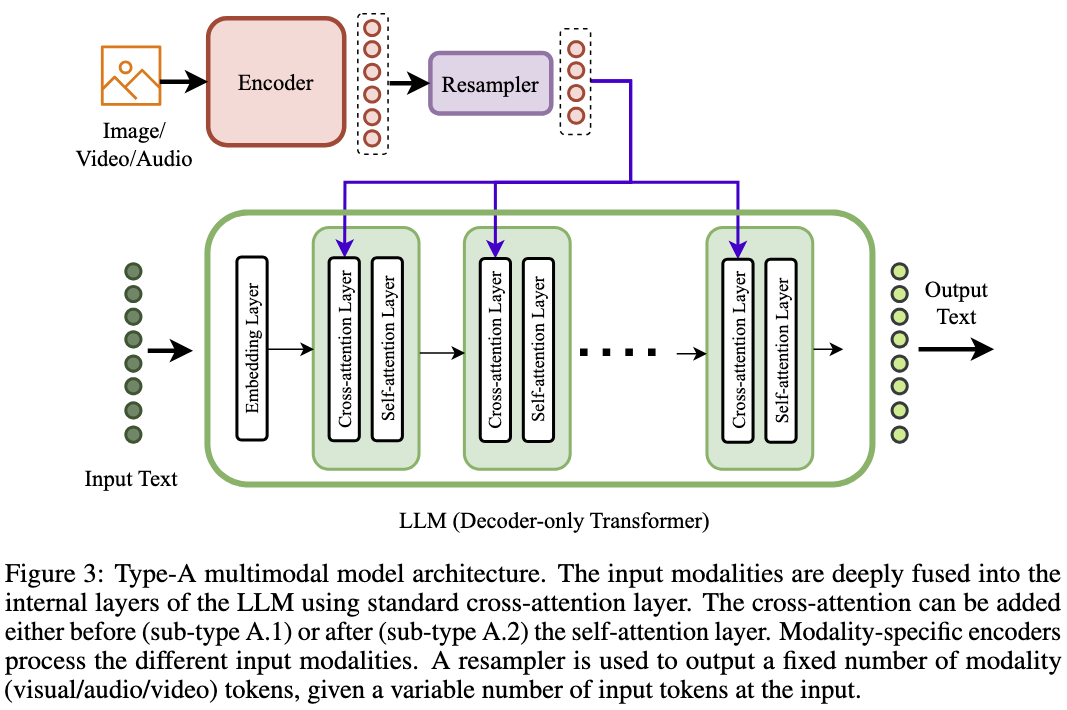 Encoder
Resampler
Image/
Video/Audio
Embedding Layer
Cross-attention Layer
Self-attention Layer
Cross-attention Layer
Self-attention Layer
Cross-attention Layer
Self-attention Layer
Output
Text
Input Text
LLM (Decoder-only Transformer)
Figure 3: Type-A multimodal model architecture. The input modalities are deeply fused into the
internal layers of the LLM using standard cross-attention layer. The cross-attention can be added
either before (sub-type A.1) or after (sub-type A.2) the self-attention layer. Modality-specific encoders
process the different input modalities. A resampler is used to output a fixed number of modality
(visual/audio/video) tokens, given a variable number of input tokens at the input.